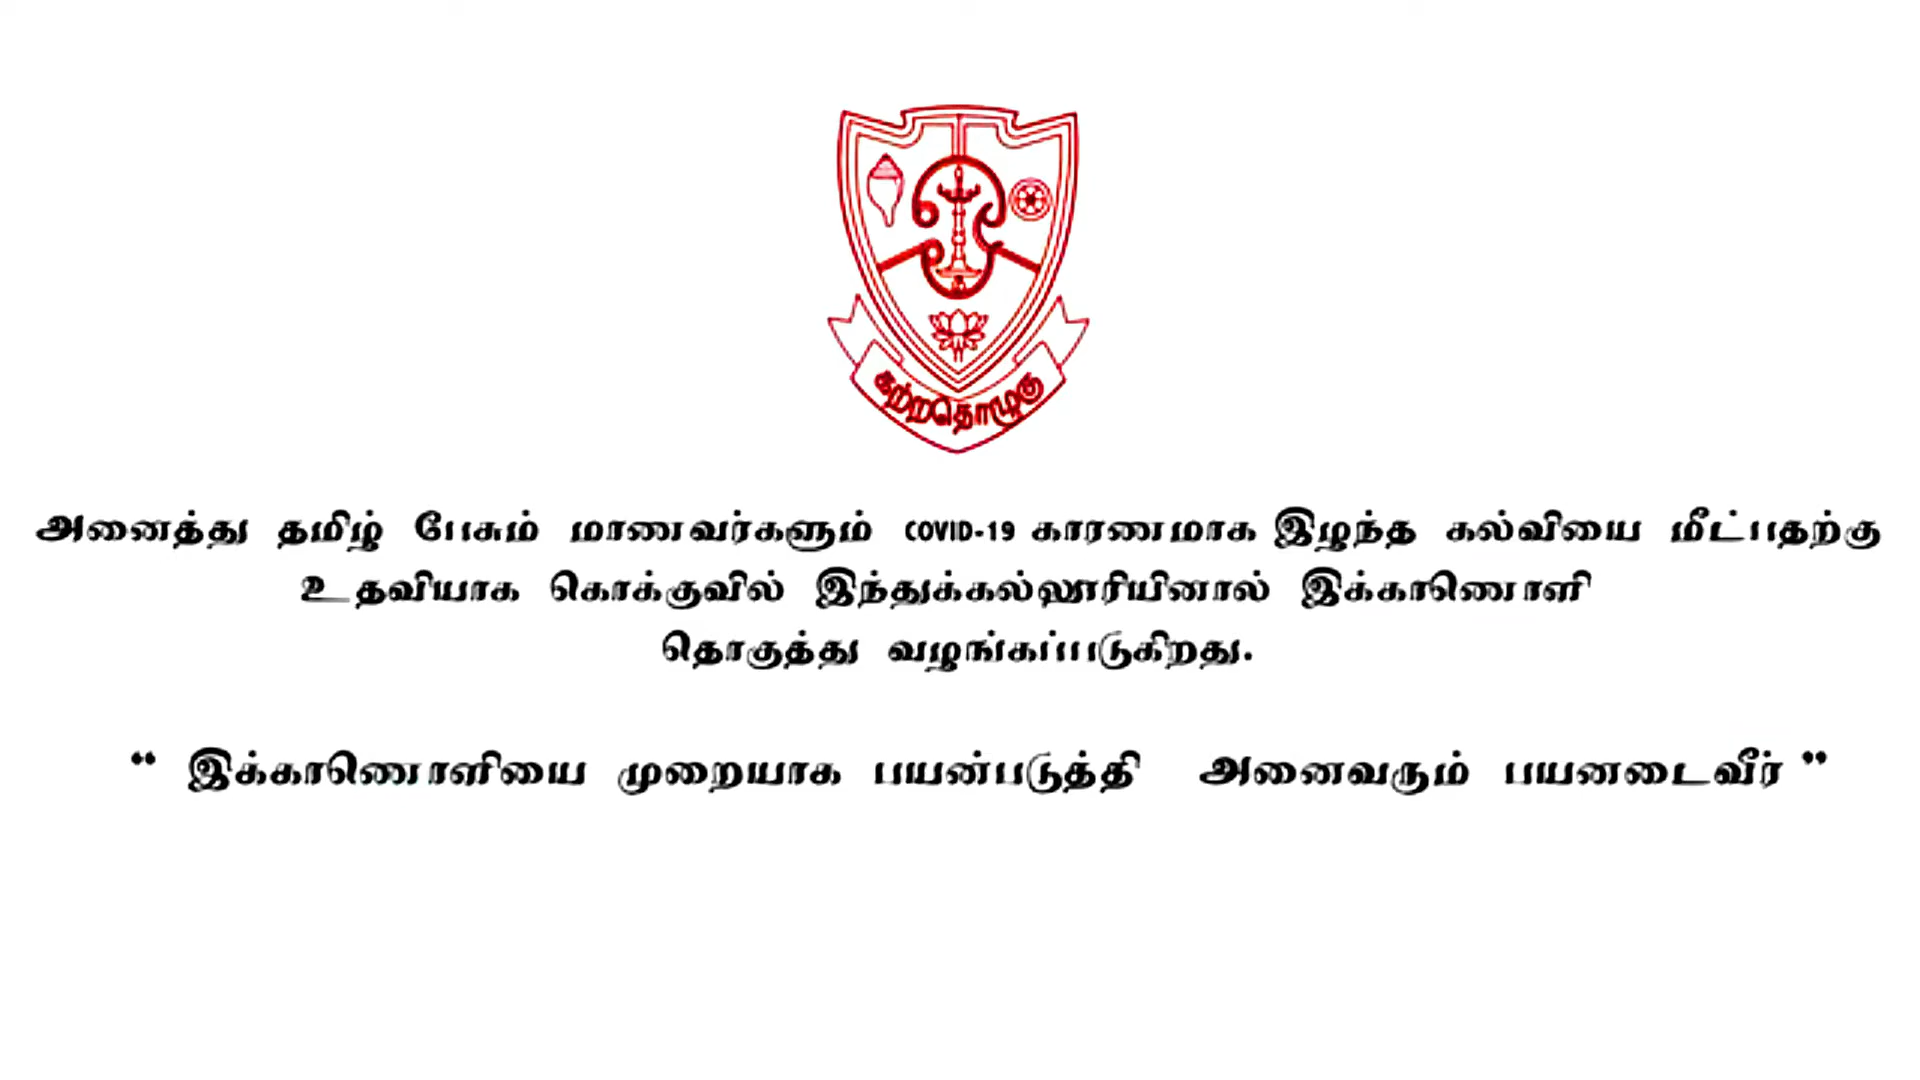 கற்றதொழுகு
அனைத்து தமிழ் பேசும் மாணவர்களும் COVID-19 காரணமாக இழந்த கல்வியை மீட்பதற்கு
உதவியாக கொக்குவில் இந்துக்கல்லூரியினால் இக்காணொளி
தொகுத்து வழங்கப்படுகிறது.
“ இக்காணொளியை முறையாக பயன்படுத்தி அனைவரும் பயனடைவீர் ”